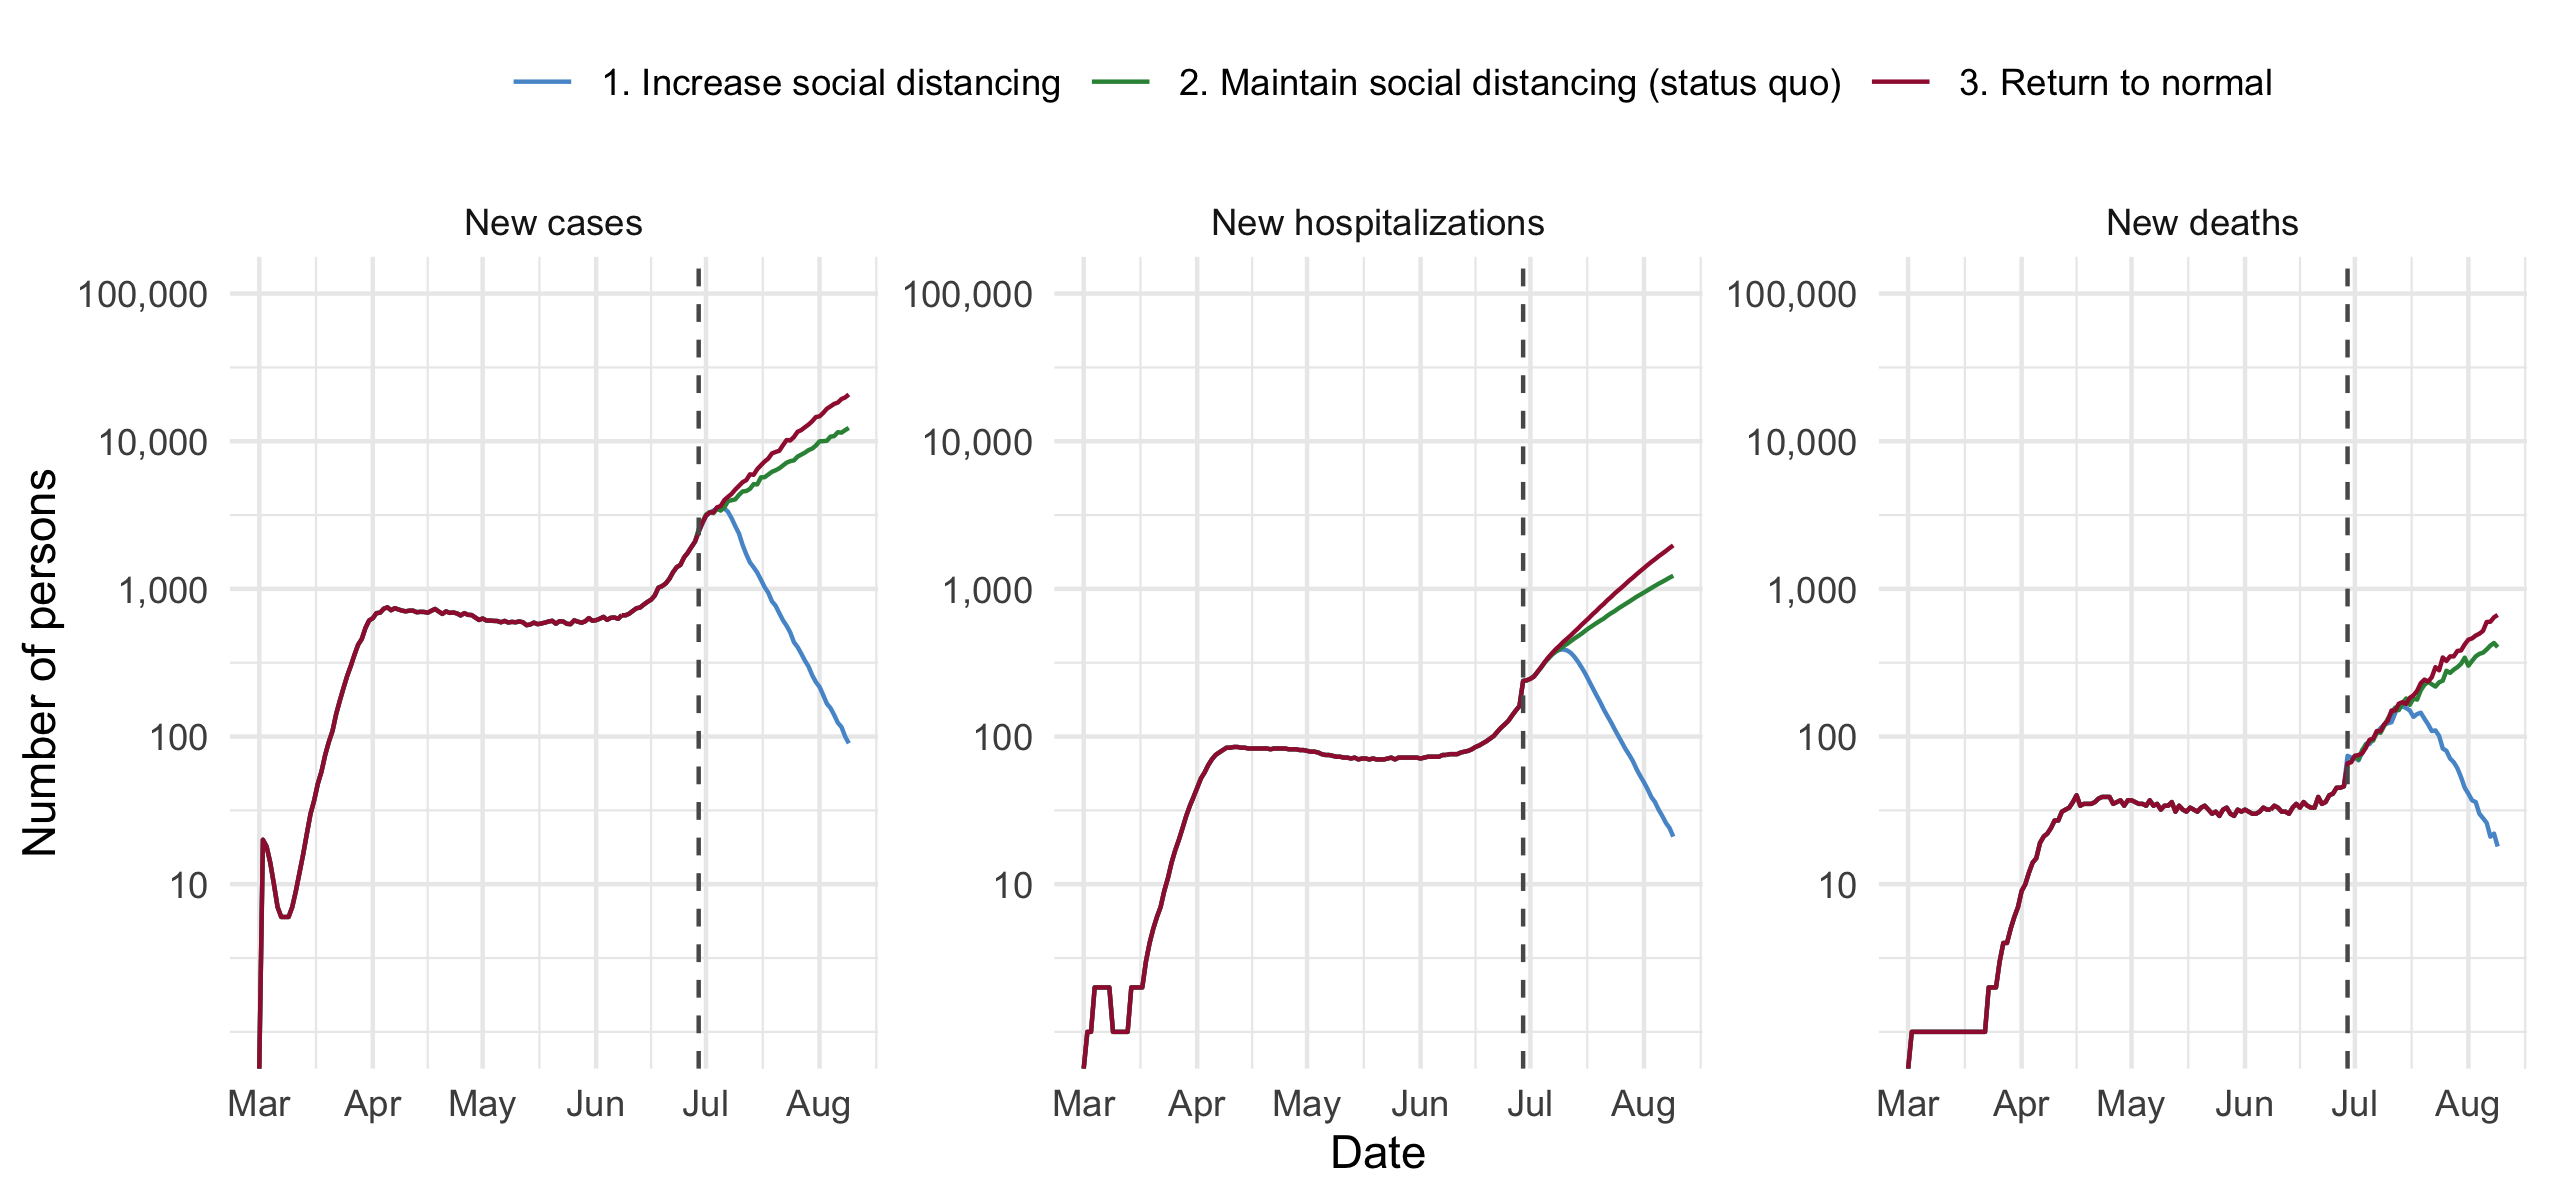 1. Increase social distancing 2. Maintain social distancing (status quo) 3. Return to normal
New cases New hospitalizations New deaths
Number of persons
100,000 100,000 100,000
10,000 10,000 10,000
1,000 1,000 1,000
100 100 100
10 10 10
Mar Apr May Jun Jul Aug Mar Apr May Jun Jul Aug Mar Apr May Jun Jul Aug
Date